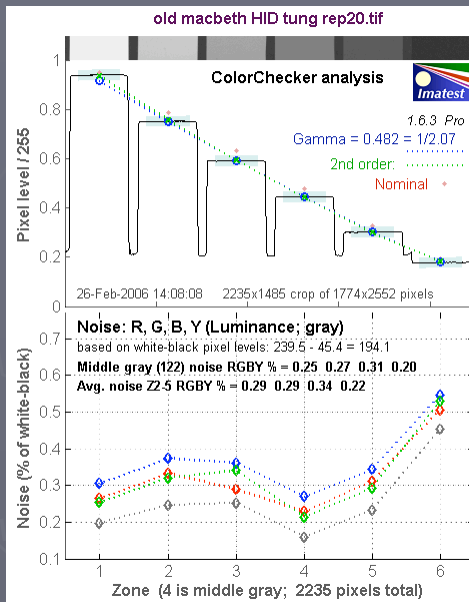 old macbeth HID tung rep20.tif
1
0.8
0.6
0.4
0.2
0
Pixel level / 255
ColorChecker analysis
Imatest
1.6.3 Pro
Gamma = 0.482 = 1/2.07
2nd order:
Nominal
26-Feb-2006 14:08:08 2235x1485 crop of 1774x2552 pixels
Noise: R, G, B, Y (Luminance; gray)
based on white-black pixel levels: 239.5 - 45.4 = 194.1
Middle gray (122) noise RGBY % = 0.25 0.27 0.31 0.20
Avg. noise Z2-5 RGBY % = 0.29 0.29 0.34 0.22
0.7
0.6
0.5
0.4
0.3
0.2
0.1
Noise (% of white-black)
1 2 3 4 5 6
Zone (4 is middle gray; 2235 pixels total)